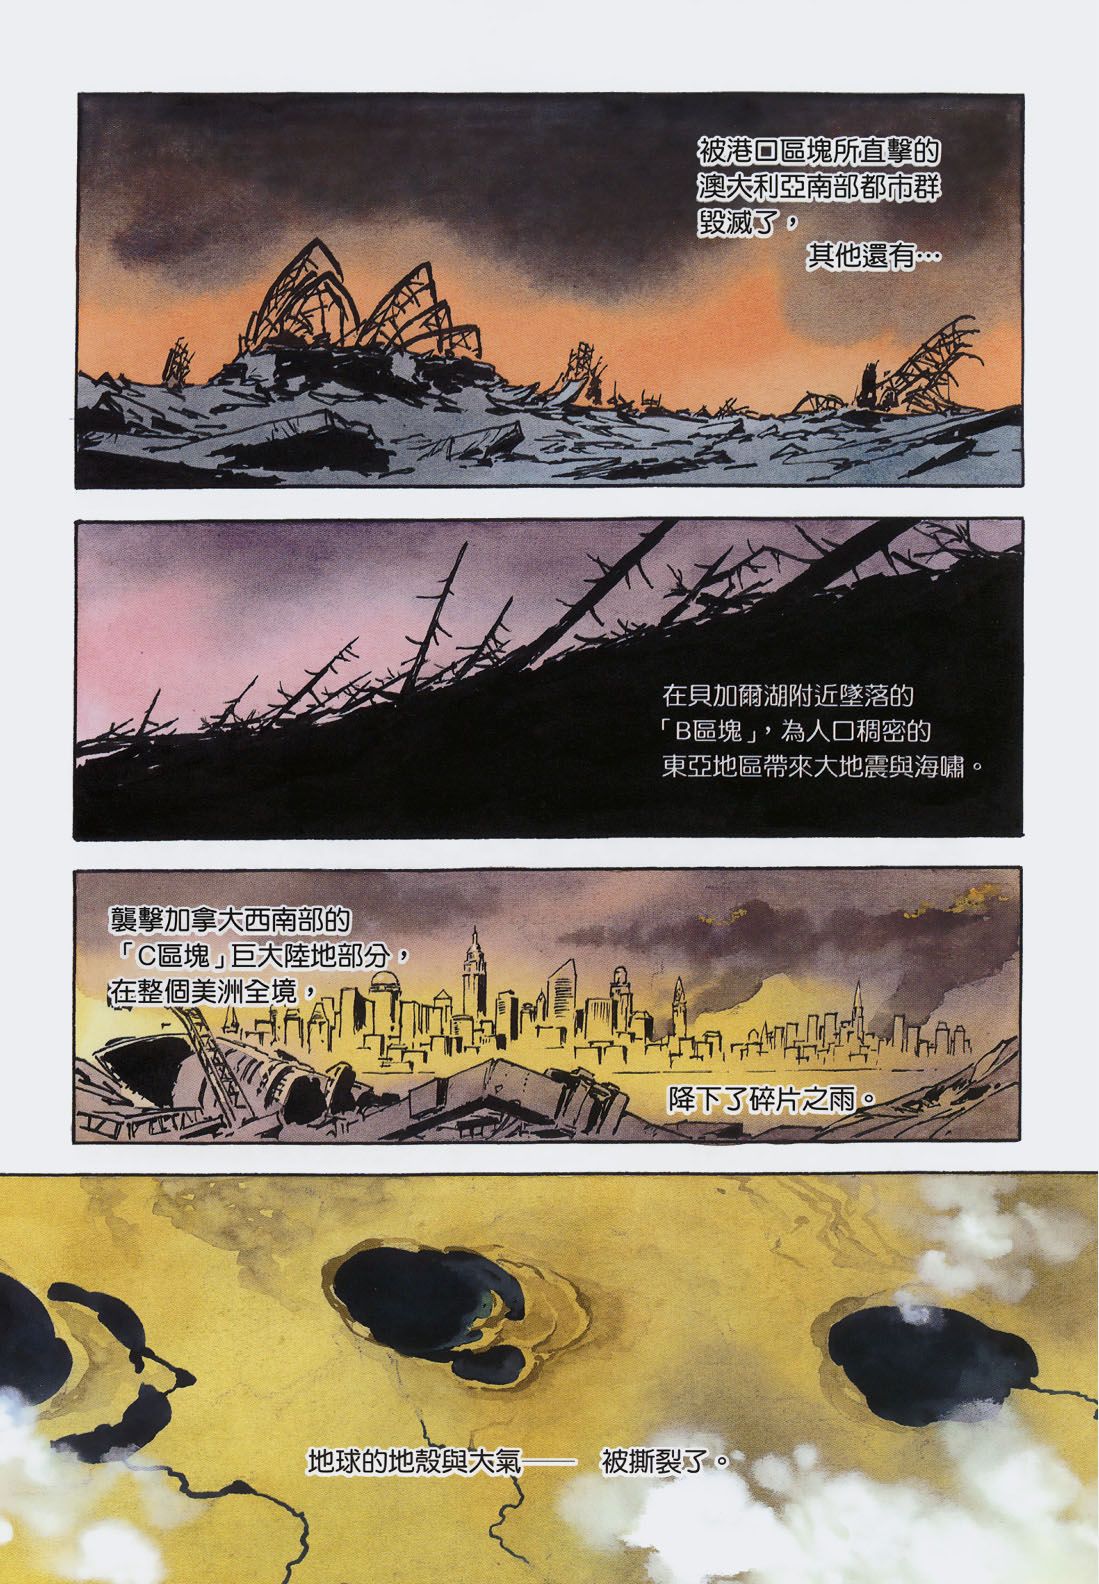 被港口區塊所直擊的
澳大利亞南部都市群
毀滅了，
其他還有…
在貝加爾湖附近墜落的
「B區塊」，為人口稠密的
東亞地區帶來大地震與海嘯。
襲擊加拿大西南部的
「C區塊」巨大陸地部分，
在整個美洲全境，
降下了碎片之雨。
地球的地殼與大氣── 被撕裂了。